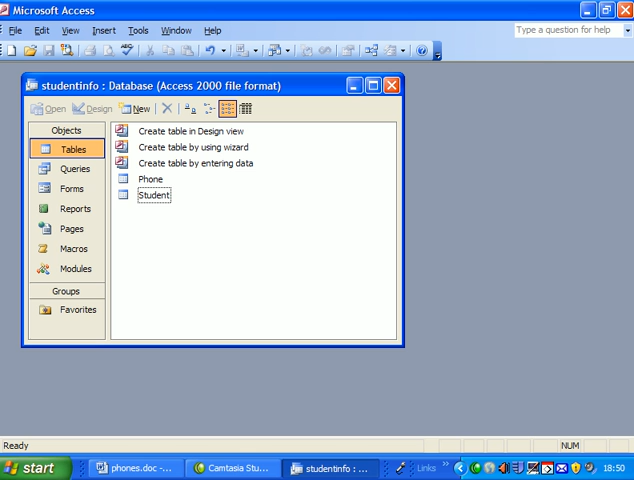 Microsoft Access
File Edit View Insert Tools Window Help
Type a question for help
studentinfo : Database (Access 2000 file format)
Open Design New
Objects
Tables
Queries
Forms
Reports
Pages
Macros
Modules
Groups
Favorites
Create table in Design view
Create table by using wizard
Create table by entering data
Phone
Student
Ready
NUM
start
phones.doc -...
Camtasia Stu...
studentinfo : ...
Links
18:50